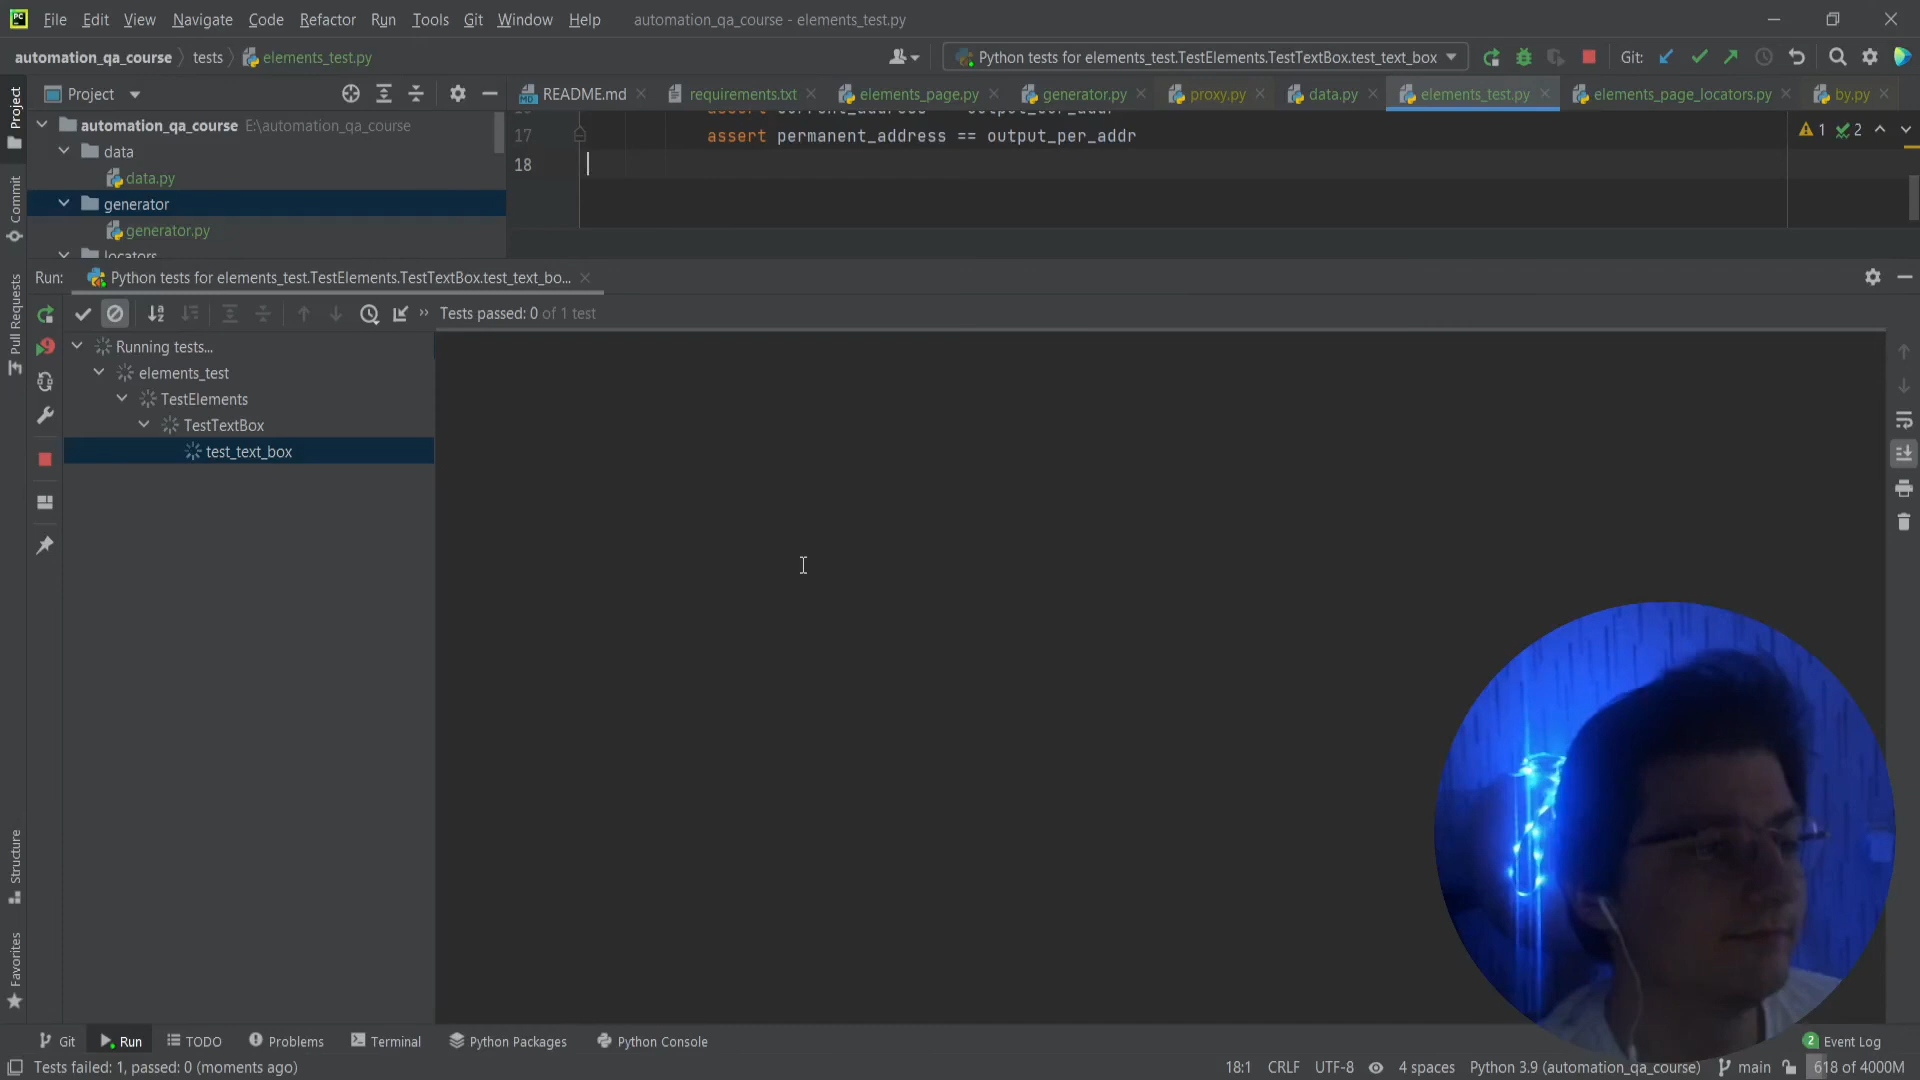 File Edit View Navigate Code Refactor Run Tools Git Window Help automation_qa_course - elements_test.py
automation_qa_course tests elements_test.py Python tests for elements_test.TestElements.TestTextBox.test_text_box Git:
Project README.md requirements.txt elements_page.py generator.py proxy.py data.py elements_test.py elements_page_locators.py by.py
automation_qa_course E:\automation_qa_course
data
data.py
generator
generator.py
locators
17 assert permanent_address == output_per_addr
18
1 2
Project
Commit
Pull Requests
Structure
Favorites
Run: Python tests for elements_test.TestElements.TestTextBox.test_text_bo...
Tests passed: 0 of 1 test
Running tests...
elements_test
TestElements
TestTextBox
test_text_box
Git Run TODO Problems Terminal Python Packages Python Console 2 Event Log
Tests failed: 1, passed: 0 (moments ago) 18:1 CRLF UTF-8 4 spaces Python 3.9 (automation_qa_course) main 618 of 4000M